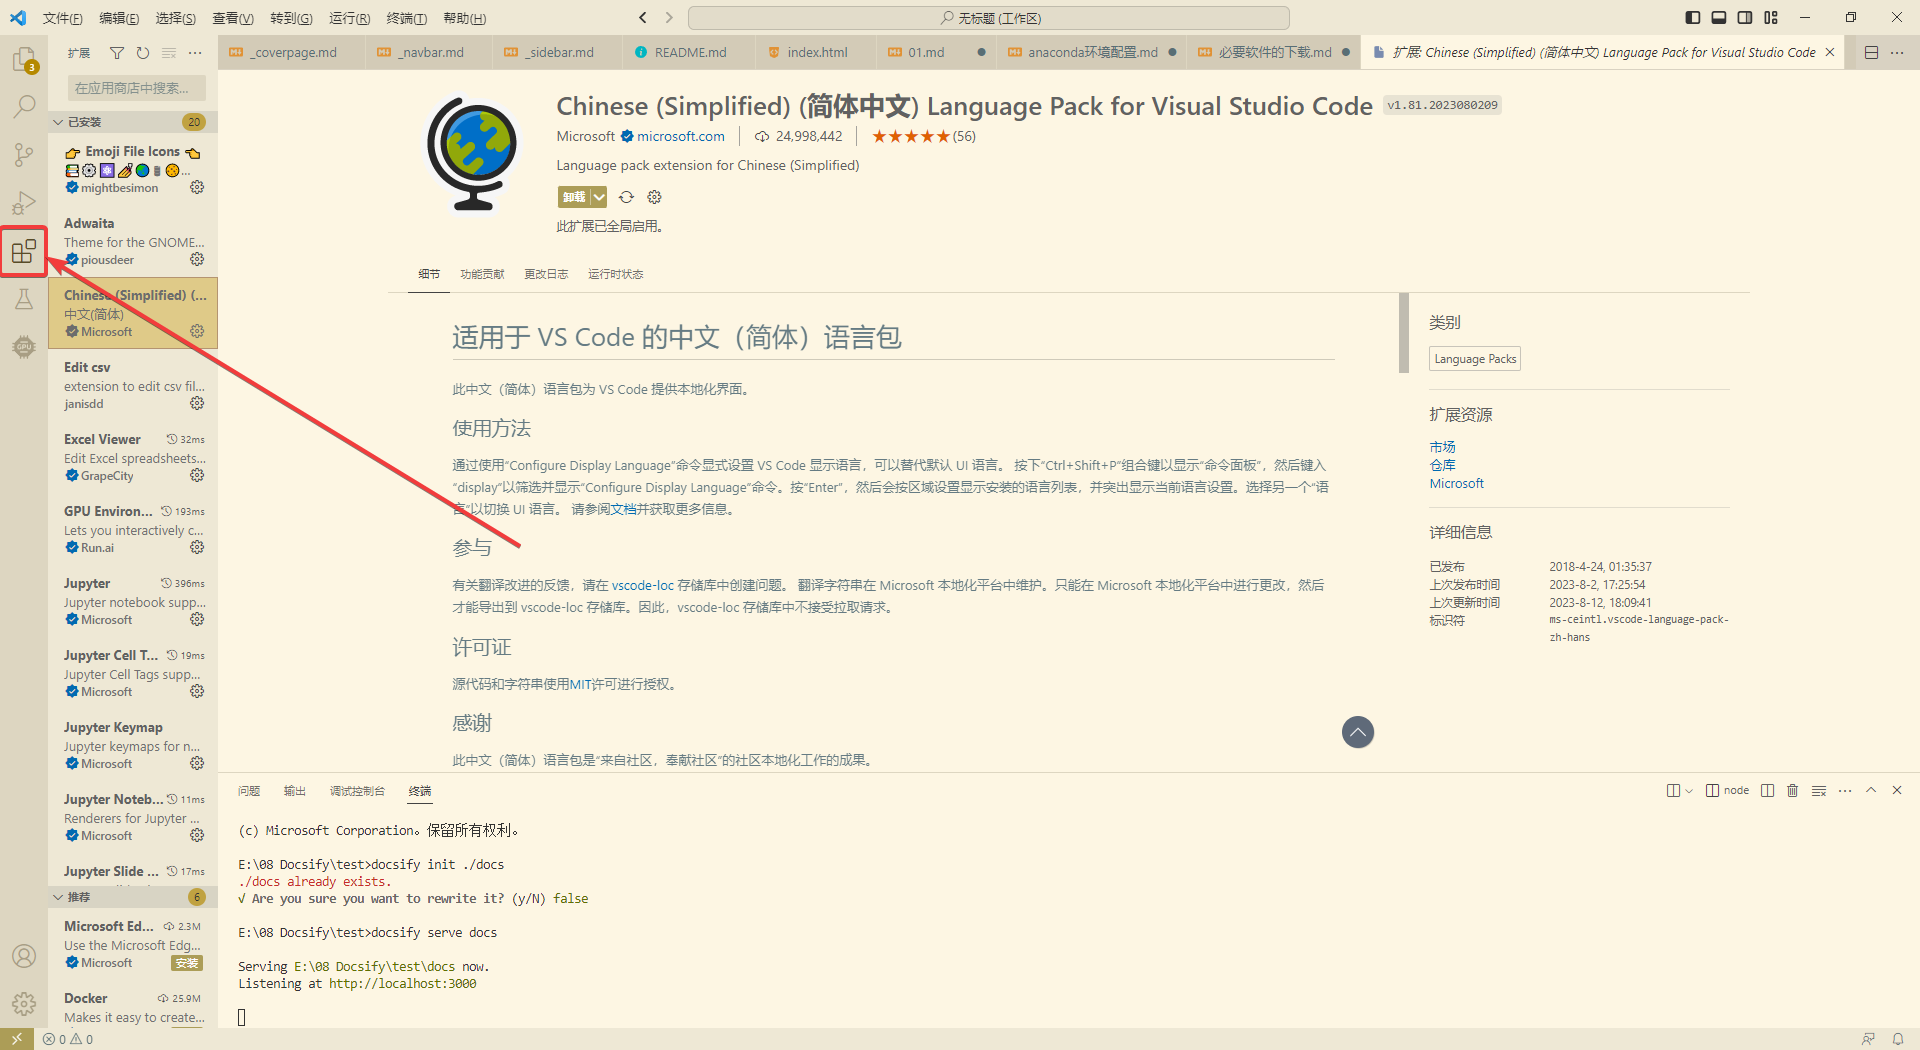 文件(F) 编辑(E) 选择(S) 查看(V) 转到(G) 运行(R) 终端(T) 帮助(H)
无标题 (工作区)
扩展
_coverpage.md
_navbar.md
_sidebar.md
README.md
index.html
01.md
anaconda环境配置.md
必要软件的下载.md
扩展: Chinese (Simplified) (简体中文) Language Pack for Visual Studio Code
3
在应用商店中搜索...
已安装 20
Emoji File Icons
mightbesimon
Adwaita
Theme for the GNOME...
piousdeer
Chinese (Simplified) (...
中文(简体)
Microsoft
Edit csv
extension to edit csv fil...
janisdd
Excel Viewer 32ms
Edit Excel spreadsheets...
GrapeCity
GPU Environ... 193ms
Lets you interactively c...
Run.ai
Jupyter 396ms
Jupyter notebook supp...
Microsoft
Jupyter Cell T... 19ms
Jupyter Cell Tags supp...
Microsoft
Jupyter Keymap
Jupyter keymaps for n...
Microsoft
Jupyter Noteb... 11ms
Renderers for Jupyter ...
Microsoft
Jupyter Slide ... 17ms
推荐 6
Microsoft Ed... 2.3M
Use the Microsoft Edg...
Microsoft 安装
Docker 25.9M
Makes it easy to create...
GPU
Chinese (Simplified) (简体中文) Language Pack for Visual Studio Code v1.81.2023080209
Microsoft microsoft.com 24,998,442 ★★★★★(56)
Language pack extension for Chinese (Simplified)
卸载
此扩展已全局启用。
细节 功能贡献 更改日志 运行时状态
适用于 VS Code 的中文（简体）语言包
此中文（简体）语言包为 VS Code 提供本地化界面。
使用方法
通过使用“Configure Display Language”命令显式设置 VS Code 显示语言，可以替代默认 UI 语言。 按下“Ctrl+Shift+P”组合键以显示“命令面板”，然后键入
“display”以筛选并显示“Configure Display Language”命令。按“Enter”，然后会按区域设置显示安装的语言列表，并突出显示当前语言设置。选择另一个“语
言”以切换 UI 语言。 请参阅文档并获取更多信息。
参与
有关翻译改进的反馈，请在 vscode-loc 存储库中创建问题。 翻译字符串在 Microsoft 本地化平台中维护。只能在 Microsoft 本地化平台中进行更改，然后
才能导出到 vscode-loc 存储库。因此，vscode-loc 存储库中不接受拉取请求。
许可证
源代码和字符串使用MIT许可进行授权。
感谢
此中文（简体）语言包是“来自社区，奉献社区”的社区本地化工作的成果。
类别
Language Packs
扩展资源
市场
仓库
Microsoft
详细信息
已发布 2018-4-24, 01:35:37
上次发布时间 2023-8-2, 17:25:54
上次更新时间 2023-8-12, 18:09:41
标识符 ms-ceintl.vscode-language-pack-
zh-hans
问题 输出 调试控制台 终端
node
(c) Microsoft Corporation。保留所有权利。
E:\08 Docsify\test>docsify init ./docs
./docs already exists.
√ Are you sure you want to rewrite it? (y/N) false
E:\08 Docsify\test>docsify serve docs
Serving E:\08 Docsify\test\docs now.
Listening at http://localhost:3000
0 0